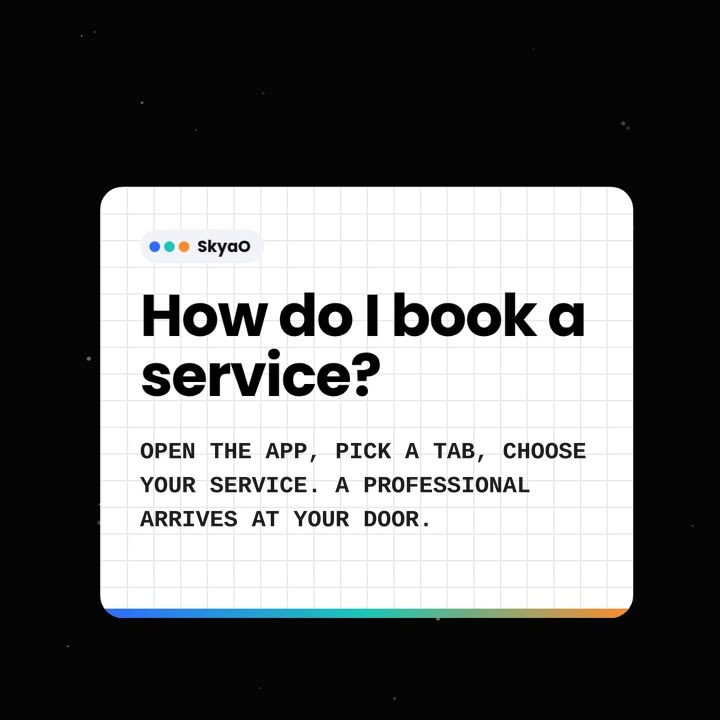 SkyaO
How do I book a
service?
OPEN THE APP, PICK A TAB, CHOOSE
YOUR SERVICE. A PROFESSIONAL
ARRIVES AT YOUR DOOR.